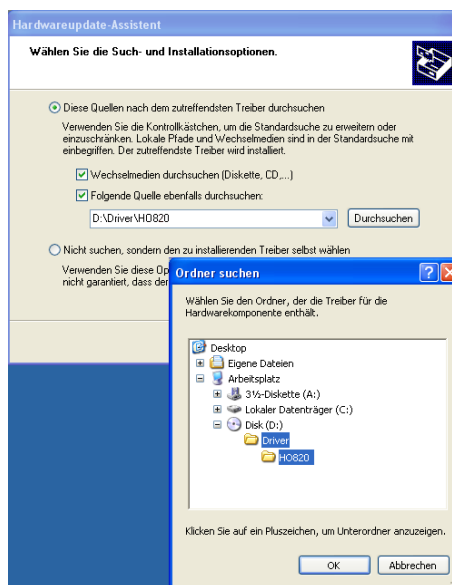 Hardwareupdate-Assistent
Wählen Sie die Such- und Installationsoptionen.
Diese Quellen nach dem zutreffendsten Treiber durchsuchen
Verwenden Sie die Kontrollkästchen, um die Standardsuche zu erweitern oder
einzuschränken. Lokale Pfade und Wechselmedien sind in der Standardsuche mit
einbegriffen. Der zutreffendste Treiber wird installiert.
Wechselmedien durchsuchen (Diskette, CD,...)
Folgende Quelle ebenfalls durchsuchen:
D:\Driver\HO820
Durchsuchen
Nicht suchen, sondern den zu installierenden Treiber selbst wählen
Verwenden Sie diese Op
nicht garantiert, dass der
Ordner suchen
Wählen Sie den Ordner, der die Treiber für die
Hardwarekomponente enthält.
Desktop
Eigene Dateien
Arbeitsplatz
3½-Diskette (A:)
Lokaler Datenträger (C:)
Disk (D:)
Driver
HO820
Klicken Sie auf ein Pluszeichen, um Unterordner anzuzeigen.
OK
Abbrechen